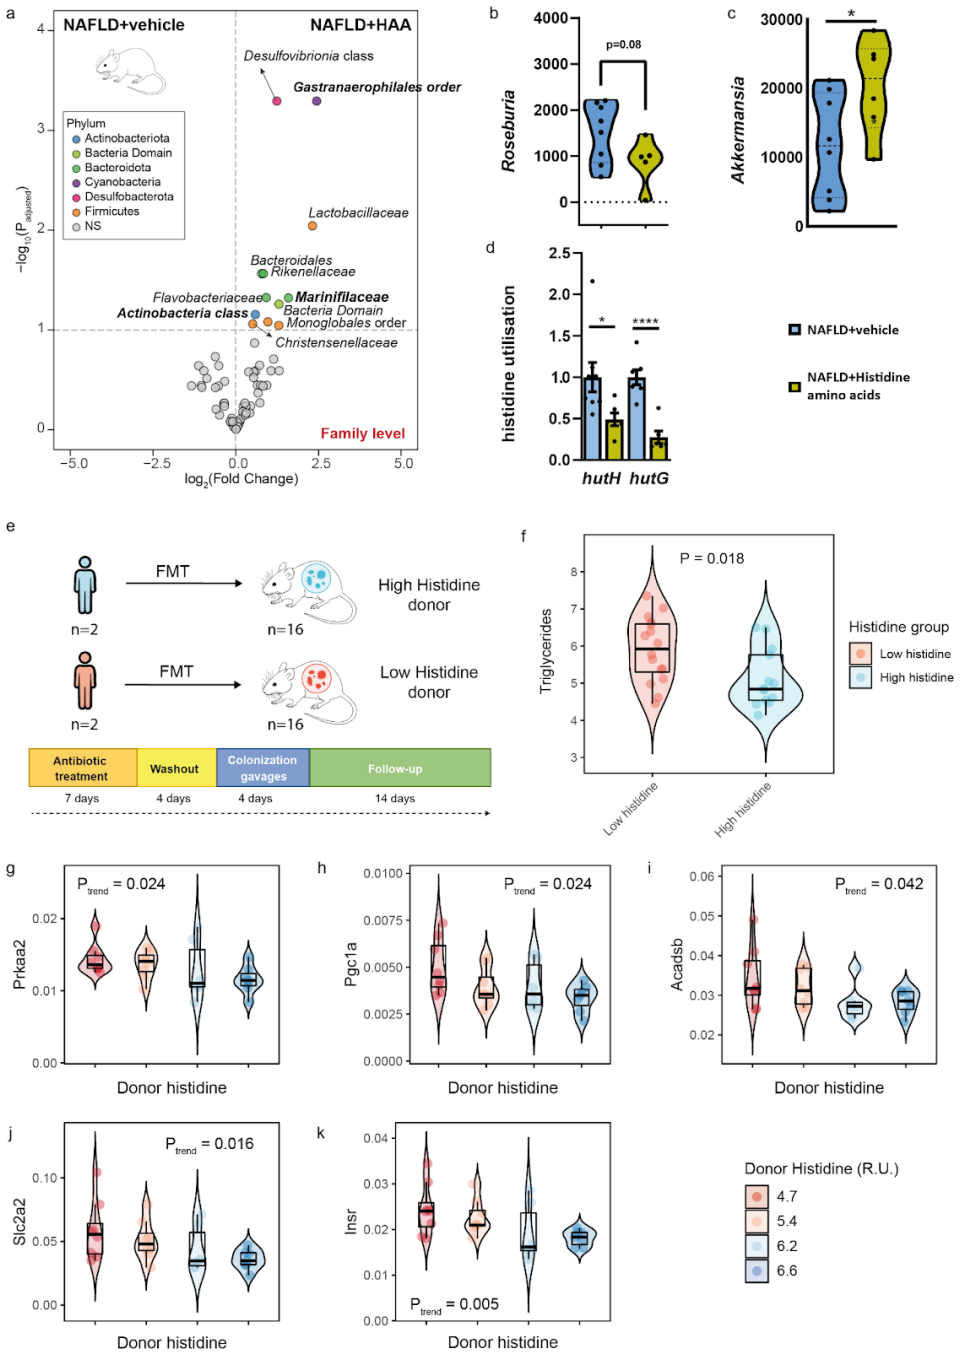 a
NAFLD+vehicle
NAFLD+HAA
4
3
2
1
0
−log10(Padjusted)
Desulfovibrionia class
Gastranaerophilales order
Phylum
Actinobacteriota
Bacteria Domain
Bacteroidota
Cyanobacteria
Desulfobacterota
Firmicutes
NS
Lactobacillaceae
Bacteroidales
Rikenellaceae
Flavobacteriaceae
Marinifilaceae
Actinobacteria class
Bacteria Domain
Monoglobales order
Christensenellaceae
Family level
−5.0
−2.5
0.0
2.5
5.0
log2(Fold Change)
b
4000
3000
2000
1000
0
Roseburia
p=0.08
c
30000
20000
10000
0
Akkermansia
*
*
d
2.5
2.0
1.5
1.0
0.5
0.0
histidine utilisation
*
****
hutH
hutG
NAFLD+vehicle
NAFLD+Histidine
amino acids
e
FMT
n=2
n=16
High Histidine
donor
FMT
n=2
n=16
Low Histidine
donor
Antibiotic
treatment
Washout
Colonization
gavages
Follow-up
7 days
4 days
4 days
14 days
f
P = 0.018
8
7
6
5
4
3
Triglycerides
Low histidine
High histidine
Histidine group
Low histidine
High histidine
g
Ptrend = 0.024
0.02
0.01
0.00
Prkaa2
Donor histidine
h
Ptrend = 0.024
0.0100
0.0075
0.0050
0.0025
0.0000
Pgc1a
Donor histidine
i
Ptrend = 0.042
0.06
0.05
0.04
0.03
0.02
Acadsb
Donor histidine
j
Ptrend = 0.016
0.10
0.05
0.00
Slc2a2
Donor histidine
k
0.04
0.03
0.02
0.01
0.00
Insr
Ptrend = 0.005
Donor histidine
Donor Histidine (R.U.)
4.7
5.4
6.2
6.6